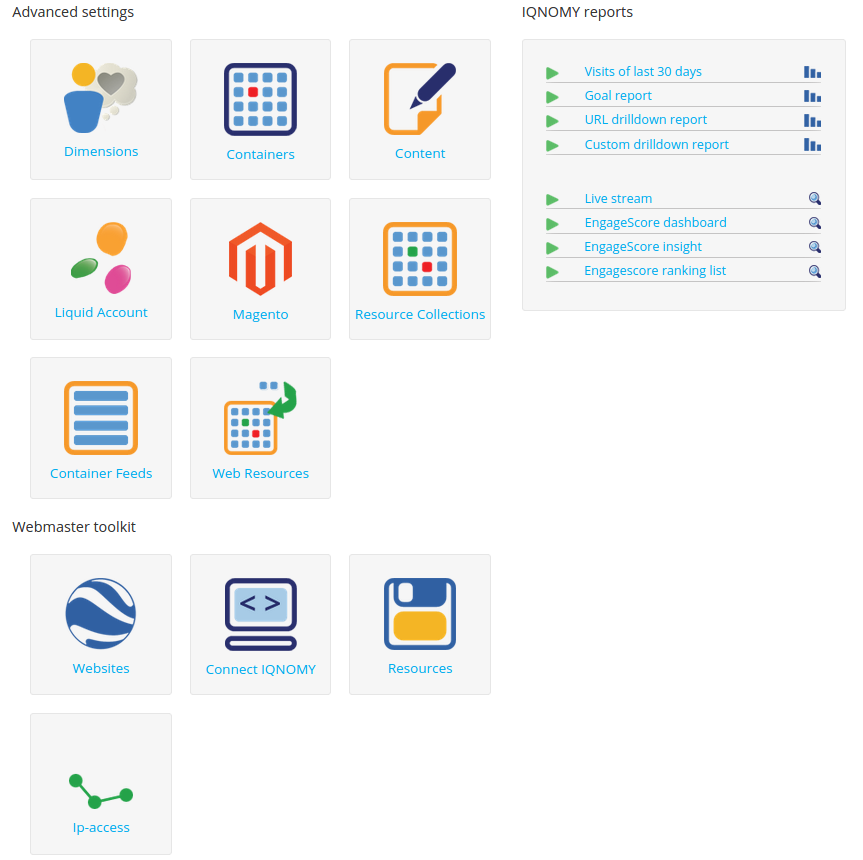 Advanced settings
Dimensions
Containers
Content
Liquid Account
Magento
Resource Collections
Container Feeds
Web Resources
Webmaster toolkit
Websites
< >
Connect IQNOMY
Resources
Ip-access
IQNOMY reports
Visits of last 30 days
Goal report
URL drilldown report
Custom drilldown report
Live stream
EngageScore dashboard
EngageScore insight
Engagescore ranking list